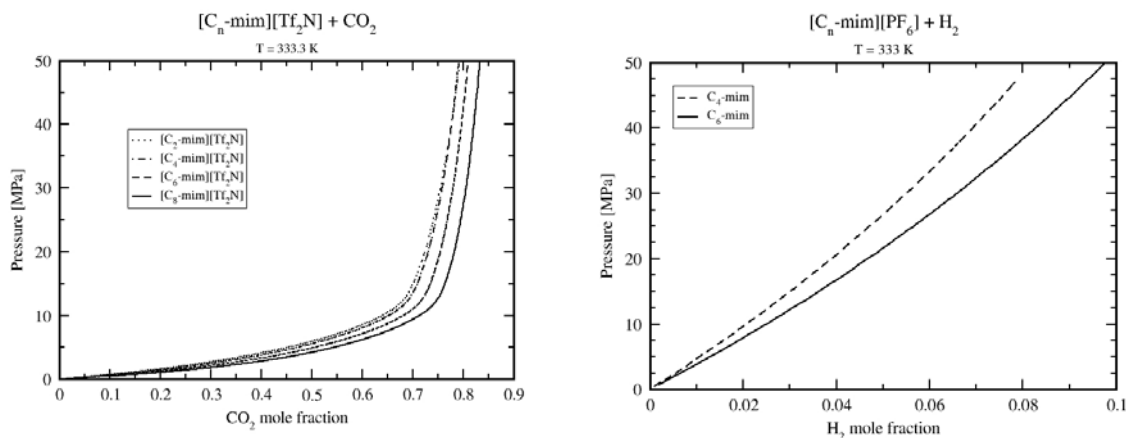 [Cₙ-mim][Tf₂N] + CO₂
T = 333.3 K
50
40
30
20
10
0
Pressure [MPa]
[C₂-mim][Tf₂N]
[C₄-mim][Tf₂N]
[C₆-mim][Tf₂N]
[C₈-mim][Tf₂N]
0 0.1 0.2 0.3 0.4 0.5 0.6 0.7 0.8 0.9
CO₂ mole fraction
[Cₙ-mim][PF₆] + H₂
T = 333 K
50
40
30
20
10
0
Pressure [MPa]
C₄-mim
C₆-mim
0 0.02 0.04 0.06 0.08 0.1
H₂ mole fraction